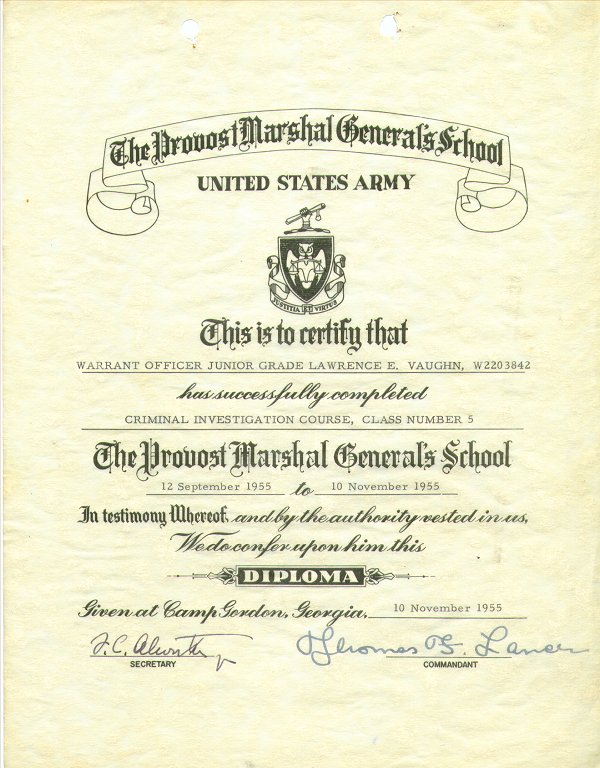 The Provost Marshal General's School
UNITED STATES ARMY
JUSTITIA ET VIRTUS
This is to certify that
WARRANT OFFICER JUNIOR GRADE LAWRENCE E. VAUGHN, W2203842
has successfully completed
CRIMINAL INVESTIGATION COURSE, CLASS NUMBER 5
The Provost Marshal General's School
12 September 1955 to 10 November 1955
In testimony Whereof, and by the authority vested in us,
We do confer upon him this
DIPLOMA
Given at Camp Gordon, Georgia, 10 November 1955
SECRETARY
COMMANDANT